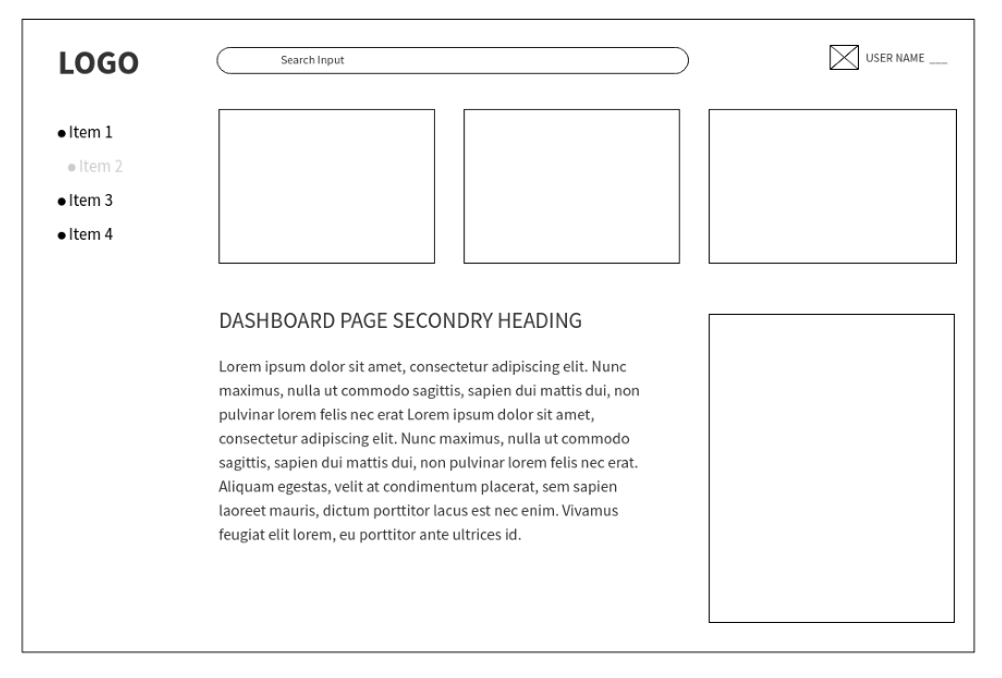 LOGO
Search Input
USER NAME ___
Item 1
Item 2
Item 3
Item 4
DASHBOARD PAGE SECONDRY HEADING
Lorem ipsum dolor sit amet, consectetur adipiscing elit. Nunc
maximus, nulla ut commodo sagittis, sapien dui mattis dui, non
pulvinar lorem felis nec erat Lorem ipsum dolor sit amet,
consectetur adipiscing elit. Nunc maximus, nulla ut commodo
sagittis, sapien dui mattis dui, non pulvinar lorem felis nec erat.
Aliquam egestas, velit at condimentum placerat, sem sapien
laoreet mauris, dictum porttitor lacus est nec enim. Vivamus
feugiat elit lorem, eu porttitor ante ultrices id.